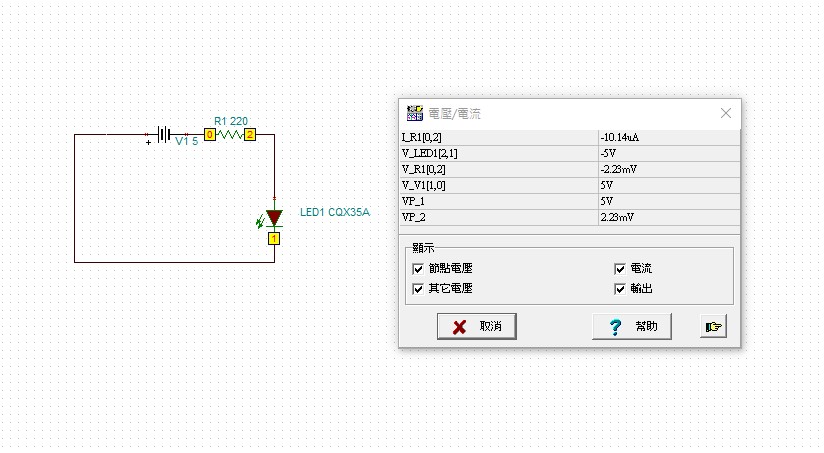 R1 220
0
2
+
V1 5
LED1 CQX35A
1
電壓/電流
I_R1[0,2] -10.14uA
V_LED1[2,1] -5V
V_R1[0,2] -2.23mV
V_V1[1,0] 5V
VP_1 5V
VP_2 2.23mV
顯示
節點電壓 電流
其它電壓 輸出
取消 幫助